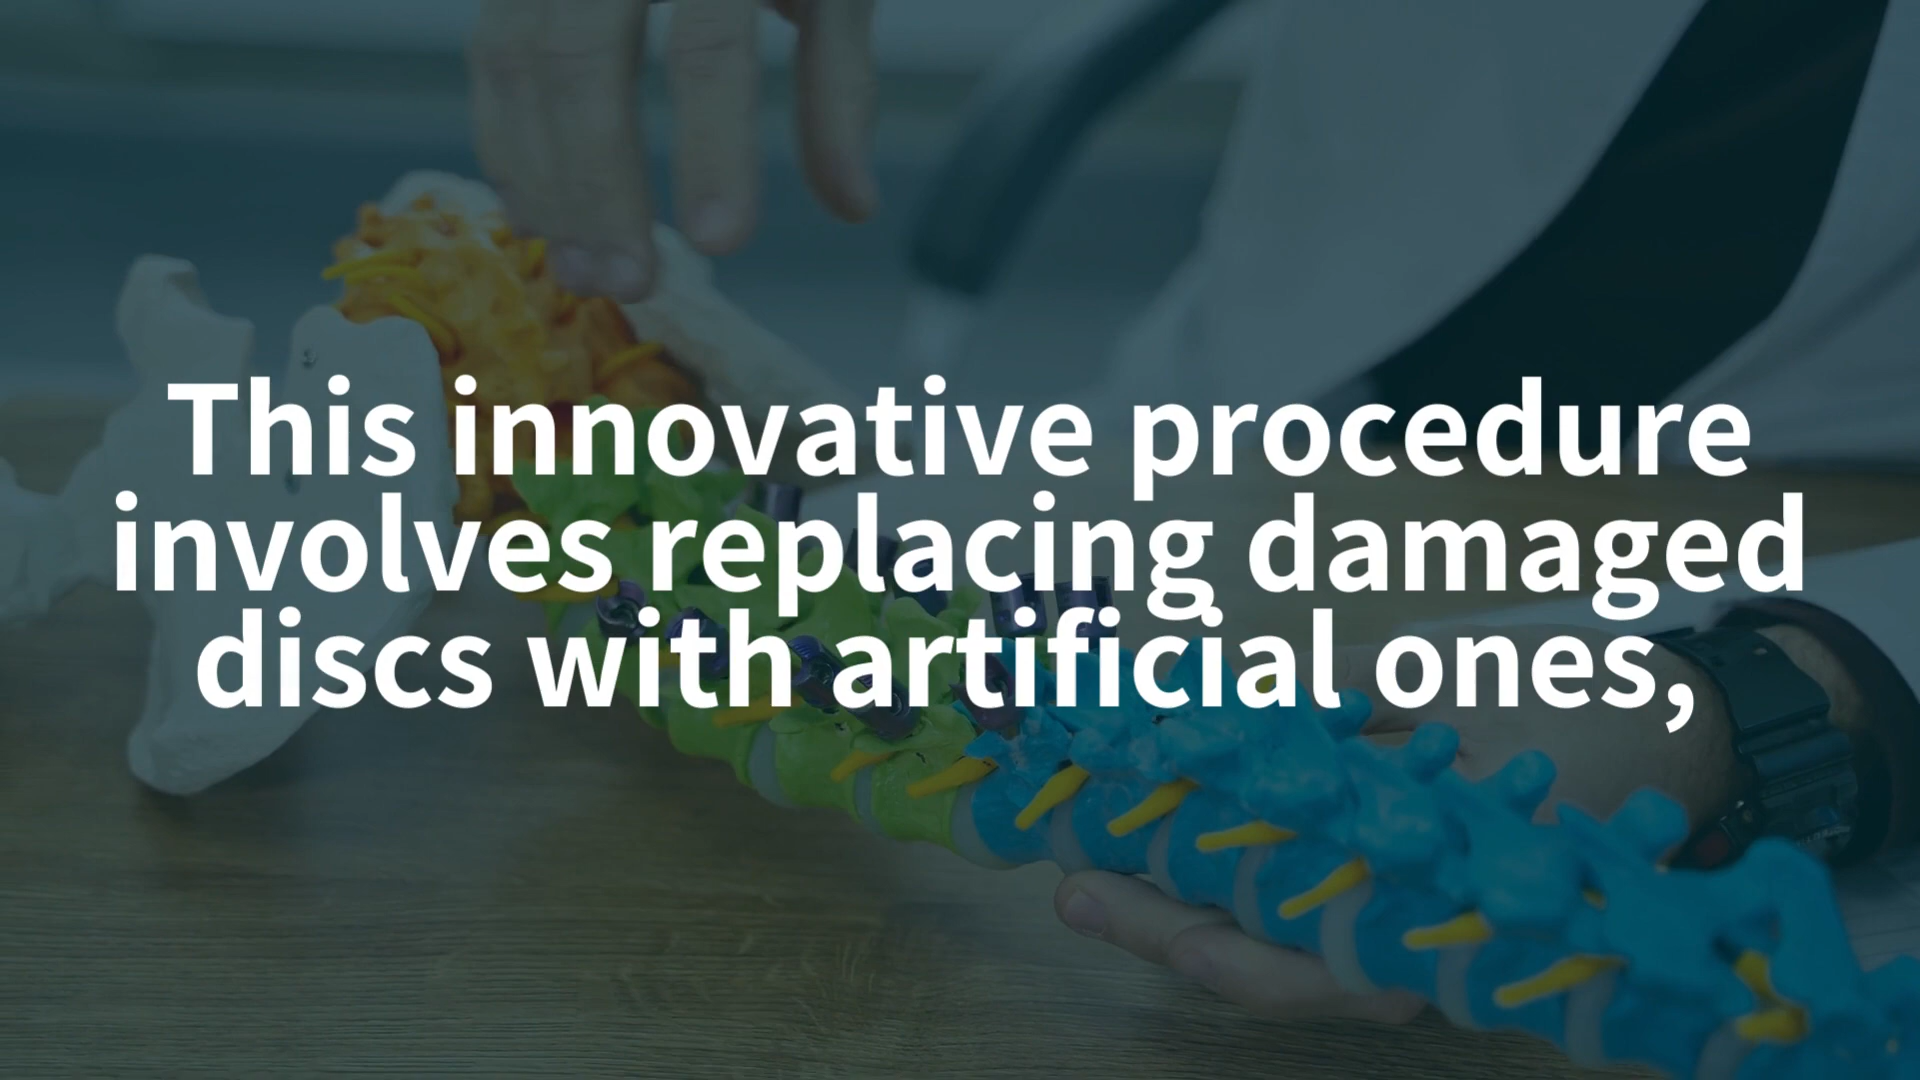 This innovative procedure
involves replacing damaged
discs with artificial ones,